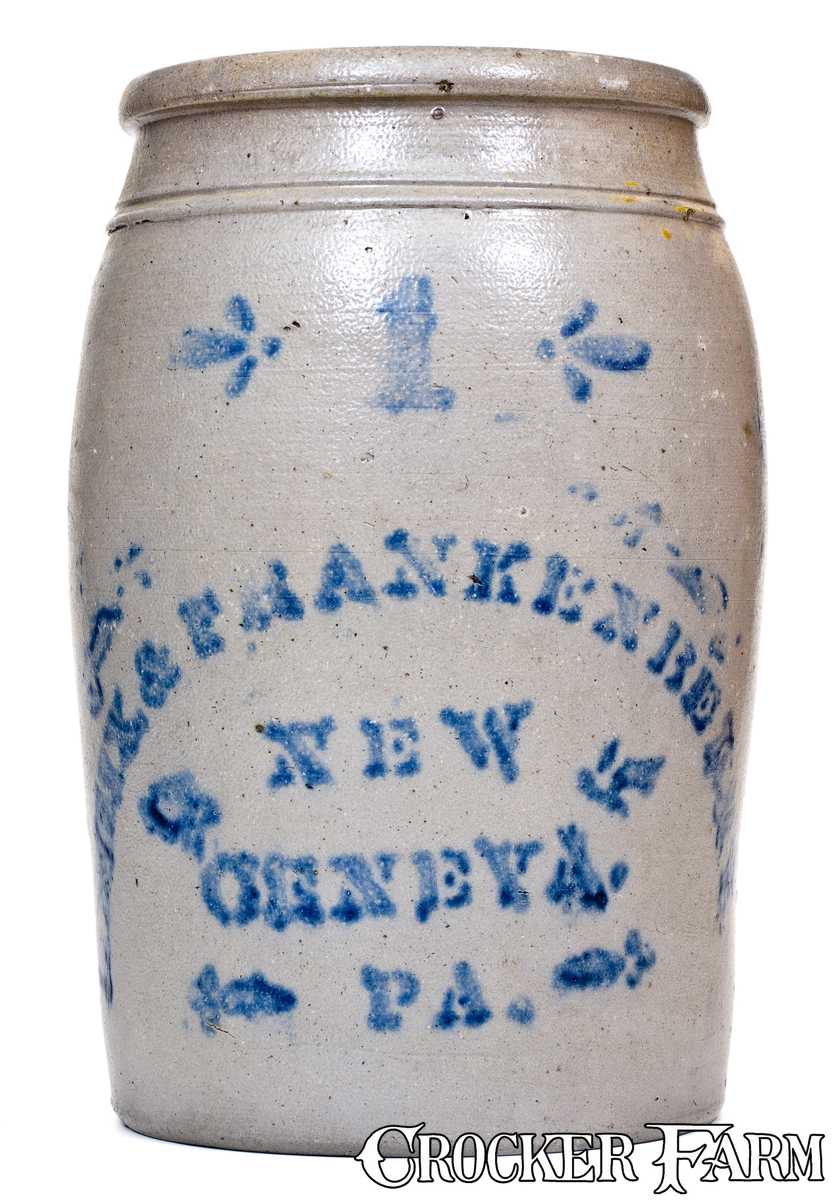 1
& FRANKENBE
NEW
GENEVA.
PA.
CROCKER FARM